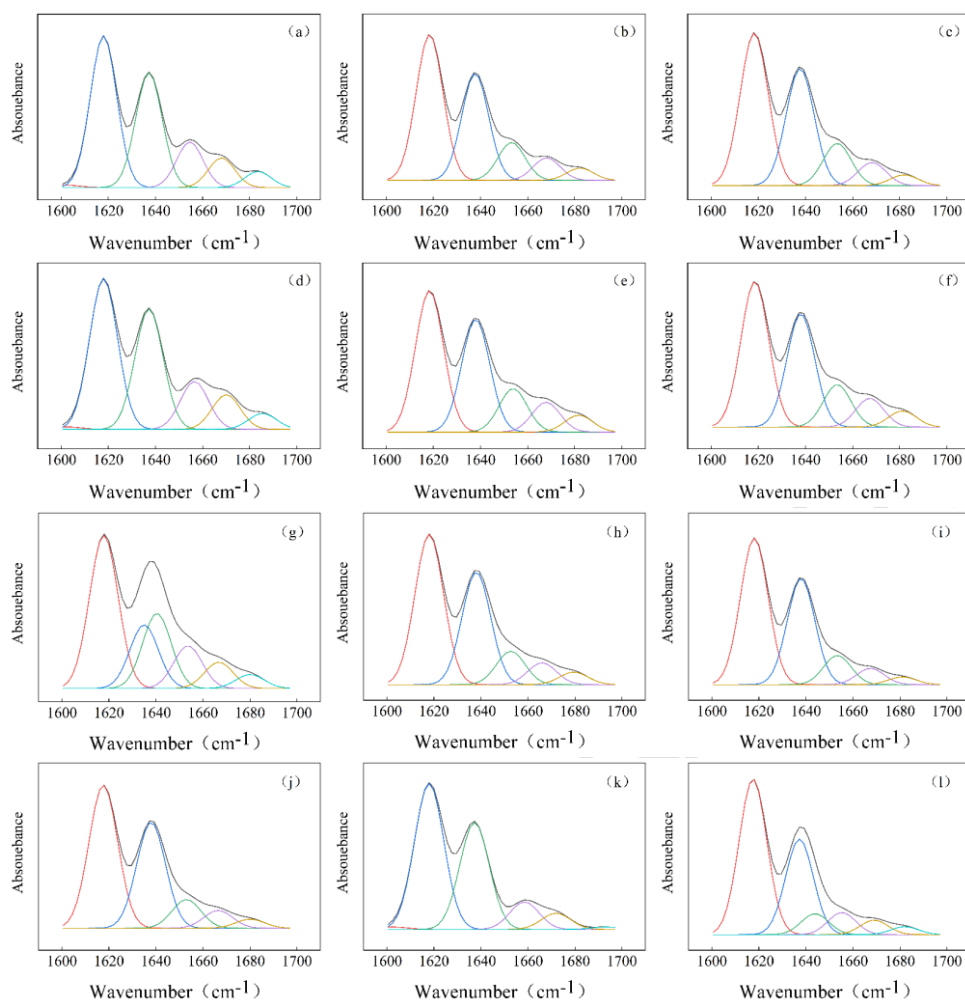 (a) (b) (c)
Absouebance Absouebance Absouebance
1600 1620 1640 1660 1680 1700 1600 1620 1640 1660 1680 1700 1600 1620 1640 1660 1680 1700
Wavenumber（cm-1） Wavenumber（cm-1） Wavenumber（cm-1）
(d) (e) (f)
Absouebance Absouebance Absouebance
1600 1620 1640 1660 1680 1700 1600 1620 1640 1660 1680 1700 1600 1620 1640 1660 1680 1700
Wavenumber（cm-1） Wavenumber（cm-1） Wavenumber（cm-1）
(g) (h) (i)
Absouebance Absouebance Absouebance
1600 1620 1640 1660 1680 1700 1600 1620 1640 1660 1680 1700 1600 1620 1640 1660 1680 1700
Wavenumber（cm-1） Wavenumber（cm-1） Wavenumber（cm-1）
(j) (k) (l)
Absouebance Absouebance Absouebance
1600 1620 1640 1660 1680 1700 1600 1620 1640 1660 1680 1700 1600 1620 1640 1660 1680 1700
Wavenumber（cm-1） Wavenumber（cm-1） Wavenumber（cm-1）